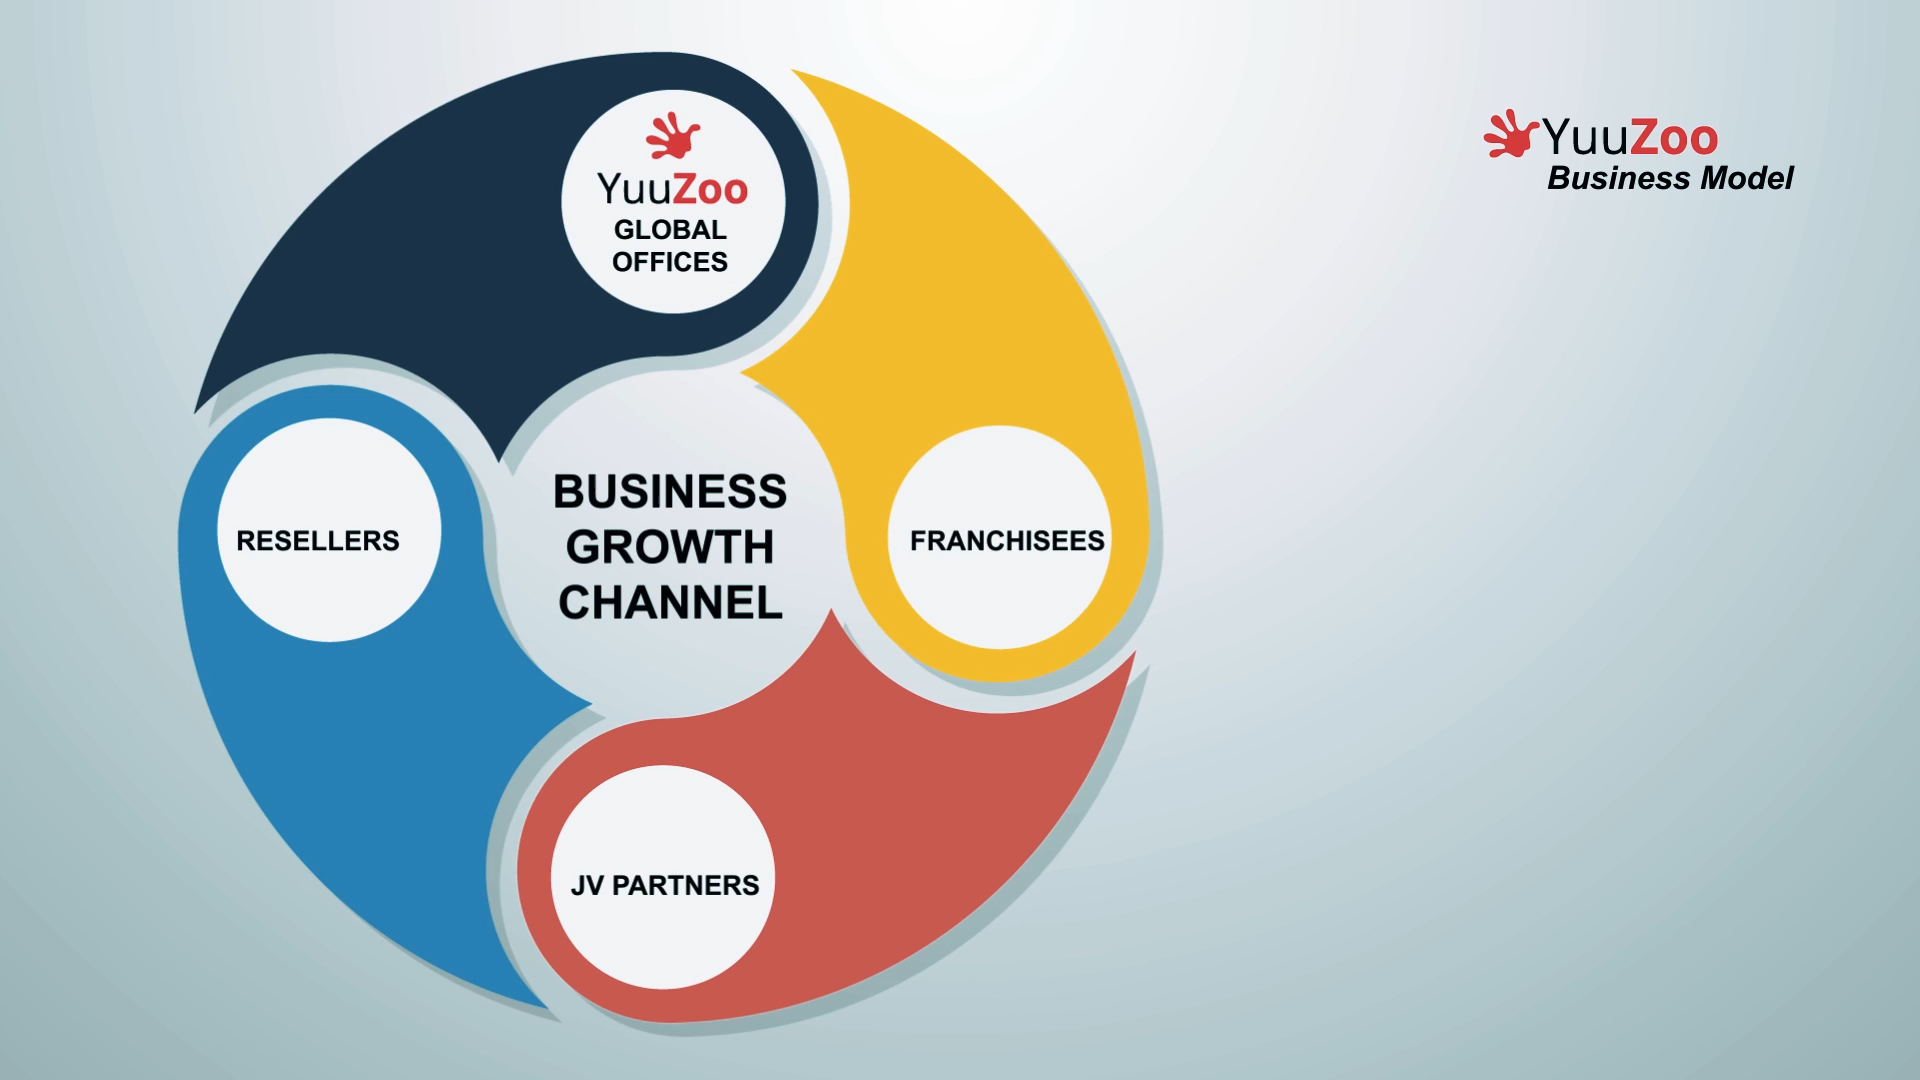 YuuZoo
GLOBAL
OFFICES
YuuZoo
Business Model
BUSINESS
GROWTH
CHANNEL
RESELLERS
FRANCHISEES
JV PARTNERS